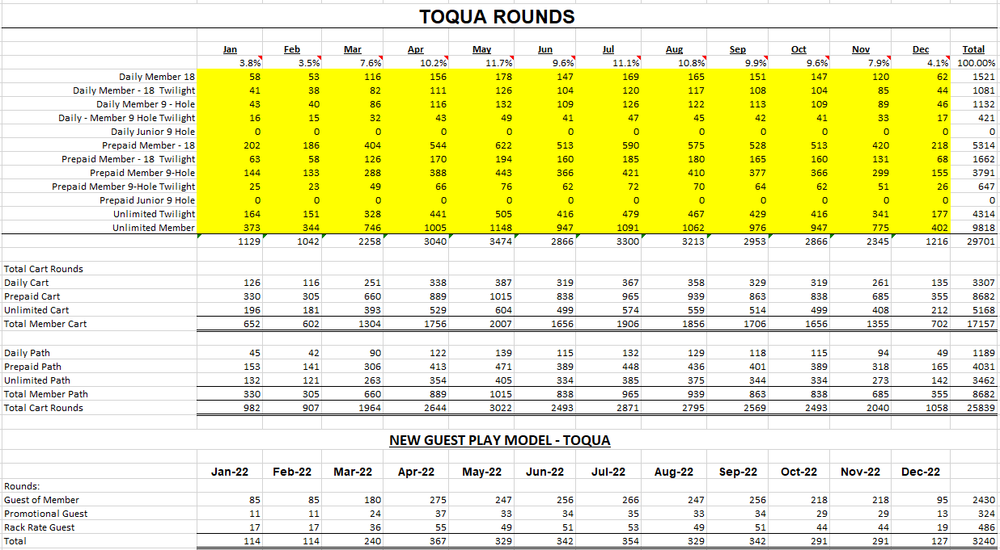 TOQUA ROUNDS
Jan Feb Mar Apr May Jun Jul Aug Sep Oct Nov Dec Total
3.8% 3.5% 7.6% 10.2% 11.7% 9.6% 11.1% 10.8% 9.9% 9.6% 7.9% 4.1% 100.00%
Daily Member 18 58 53 116 156 178 147 169 165 151 147 120 62 1521
Daily Member - 18 Twilight 41 38 82 111 126 104 120 117 108 104 85 44 1081
Daily Member 9 - Hole 43 40 86 116 132 109 126 122 113 109 89 46 1132
Daily - Member 9 Hole Twilight 16 15 32 43 49 41 47 45 42 41 33 17 421
Daily Junior 9 Hole 0 0 0 0 0 0 0 0 0 0 0 0 0
Prepaid Member - 18 202 186 404 544 622 513 590 575 528 513 420 218 5314
Prepaid Member - 18 Twilight 63 58 126 170 194 160 185 180 165 160 131 68 1662
Prepaid Member 9-Hole 144 133 288 388 443 366 421 410 377 366 299 155 3791
Prepaid Member 9-Hole Twilight 25 23 49 66 76 62 72 70 64 62 51 26 647
Prepaid Junior 9 Hole 0 0 0 0 0 0 0 0 0 0 0 0 0
Unlimited Twilight 164 151 328 441 505 416 479 467 429 416 341 177 4314
Unlimited Member 373 344 746 1005 1148 947 1091 1062 976 947 775 402 9818
1129 1042 2258 3040 3474 2866 3300 3213 2953 2866 2345 1216 29701
Total Cart Rounds
Daily Cart 126 116 251 338 387 319 367 358 329 319 261 135 3307
Prepaid Cart 330 305 660 889 1015 838 965 939 863 838 685 355 8682
Unlimited Cart 196 181 393 529 604 499 574 559 514 499 408 212 5168
Total Member Cart 652 602 1304 1756 2007 1656 1906 1856 1706 1656 1355 702 17157
Daily Path 45 42 90 122 139 115 132 129 118 115 94 49 1189
Prepaid Path 153 141 306 413 471 389 448 436 401 389 318 165 4031
Unlimited Path 132 121 263 354 405 334 385 375 344 334 273 142 3462
Total Member Path 330 305 660 889 1015 838 965 939 863 838 685 355 8682
Total Cart Rounds 982 907 1964 2644 3022 2493 2871 2795 2569 2493 2040 1058 25839
NEW GUEST PLAY MODEL - TOQUA
Jan-22 Feb-22 Mar-22 Apr-22 May-22 Jun-22 Jul-22 Aug-22 Sep-22 Oct-22 Nov-22 Dec-22
Rounds:
Guest of Member 85 85 180 275 247 256 266 247 256 218 218 95 2430
Promotional Guest 11 11 24 37 33 34 35 33 34 29 29 13 324
Rack Rate Guest 17 17 36 55 49 51 53 49 51 44 44 19 486
Total 114 114 240 367 329 342 354 329 342 291 291 127 3240